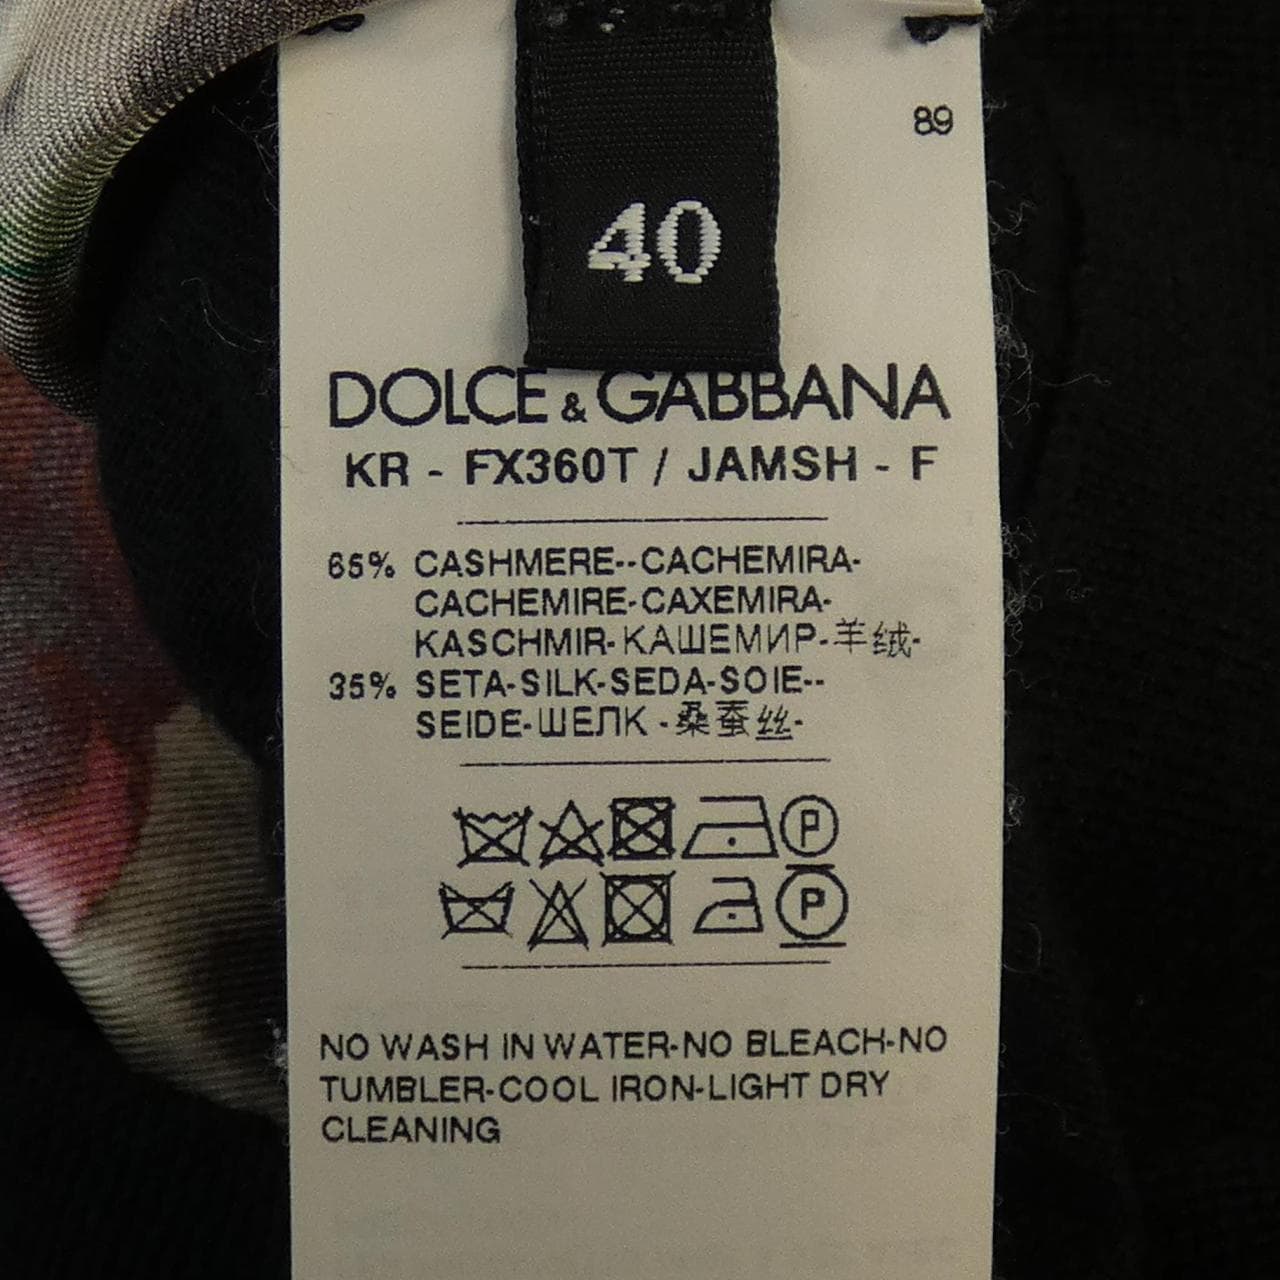 89
40
DOLCE & GABBANA
KR - FX360T / JAMSH - F
65% CASHMERE--CACHEMIRA-
CACHEMIRE-CAXEMIRA-
KASCHMIR-КАШЕМИР-羊绒-
35% SETA-SILK-SEDA-SOIE--
SEIDE-ШЕЛК-桑蚕丝-
P
P
NO WASH IN WATER-NO BLEACH-NO
TUMBLER-COOL IRON-LIGHT DRY
CLEANING